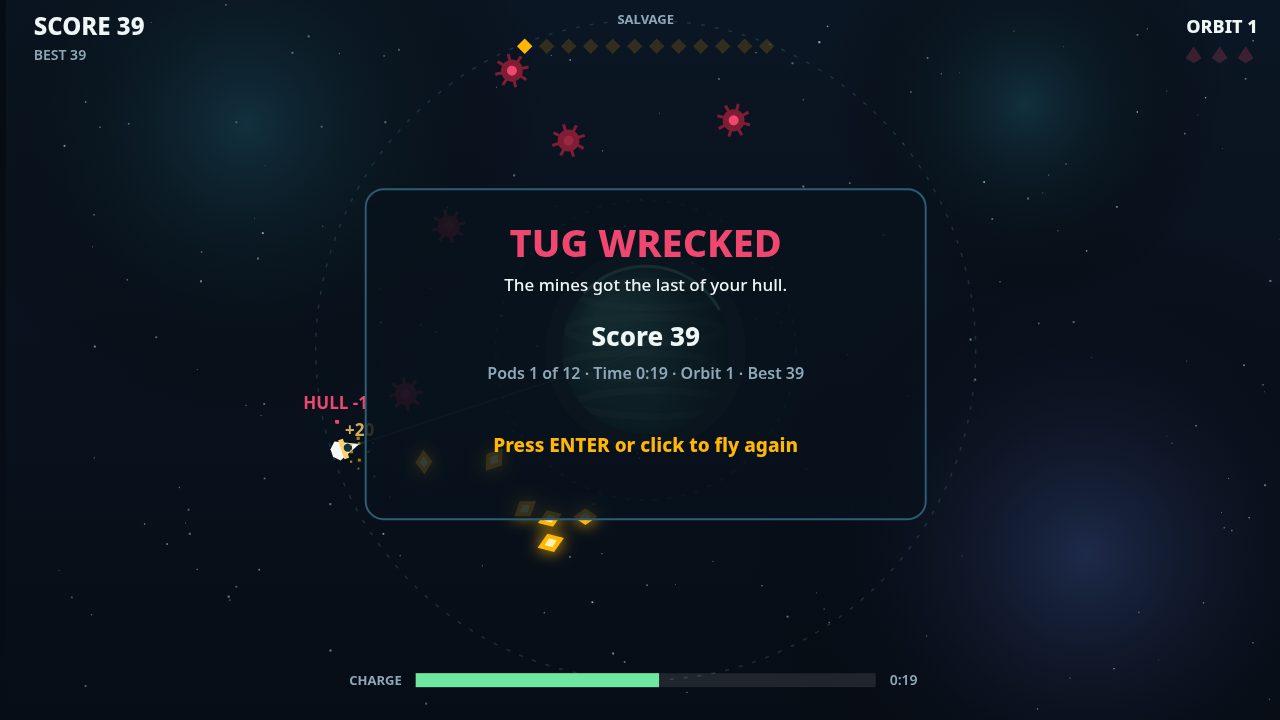 SCORE 39
BEST 39
SALVAGE
ORBIT 1
TUG WRECKED
The mines got the last of your hull.
Score 39
Pods 1 of 12 · Time 0:19 · Orbit 1 · Best 39
HULL -1
+20
Press ENTER or click to fly again
CHARGE
0:19